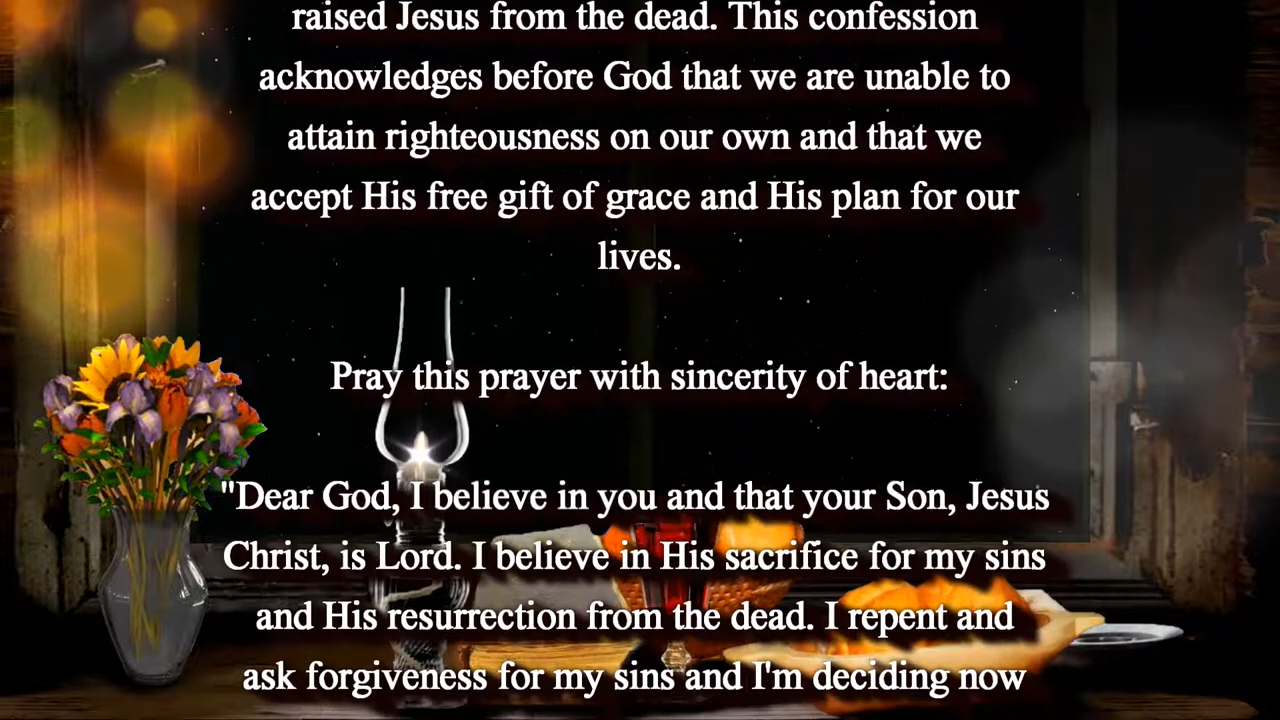 raised Jesus from the dead. This confession
acknowledges before God that we are unable to
attain righteousness on our own and that we
accept His free gift of grace and His plan for our
lives.
Pray this prayer with sincerity of heart:
"Dear God, I believe in you and that your Son, Jesus
Christ, is Lord. I believe in His sacrifice for my sins
and His resurrection from the dead. I repent and
ask forgiveness for my sins and I'm deciding now